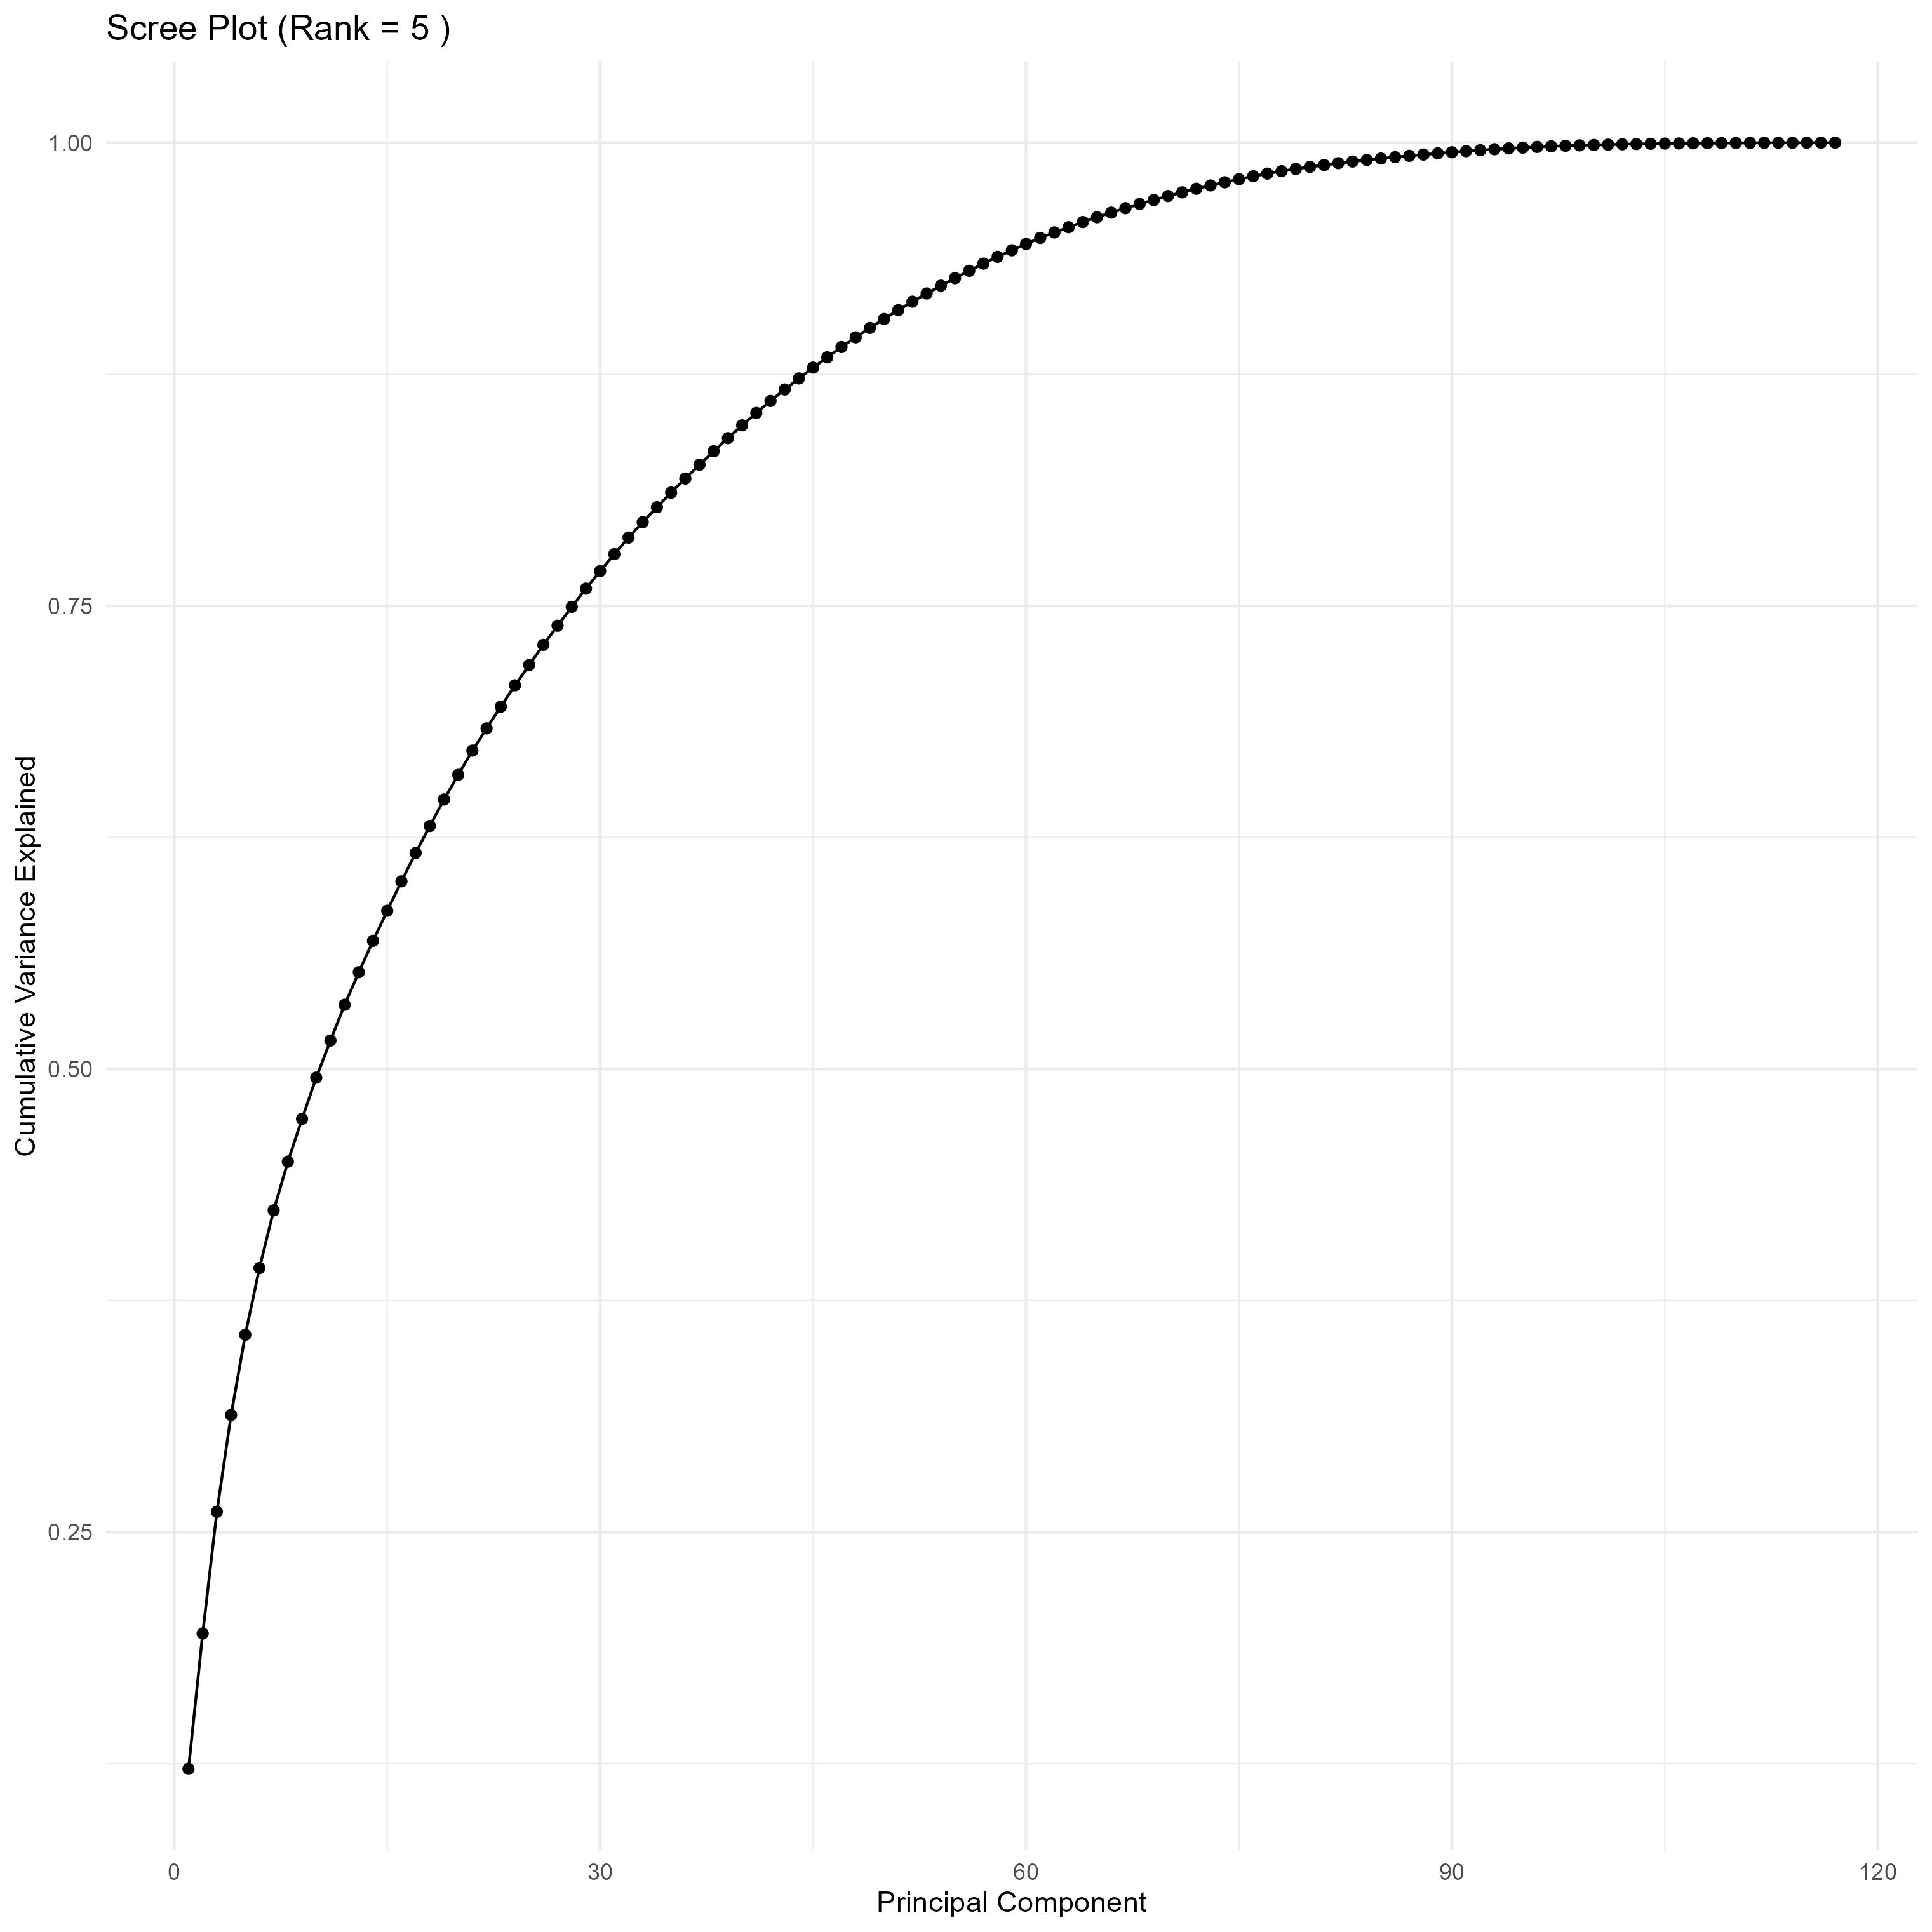 Scree Plot (Rank = 5 )
1.00
0.75
0.50
0.25
Cumulative Variance Explained
0 30 60 90 120
Principal Component